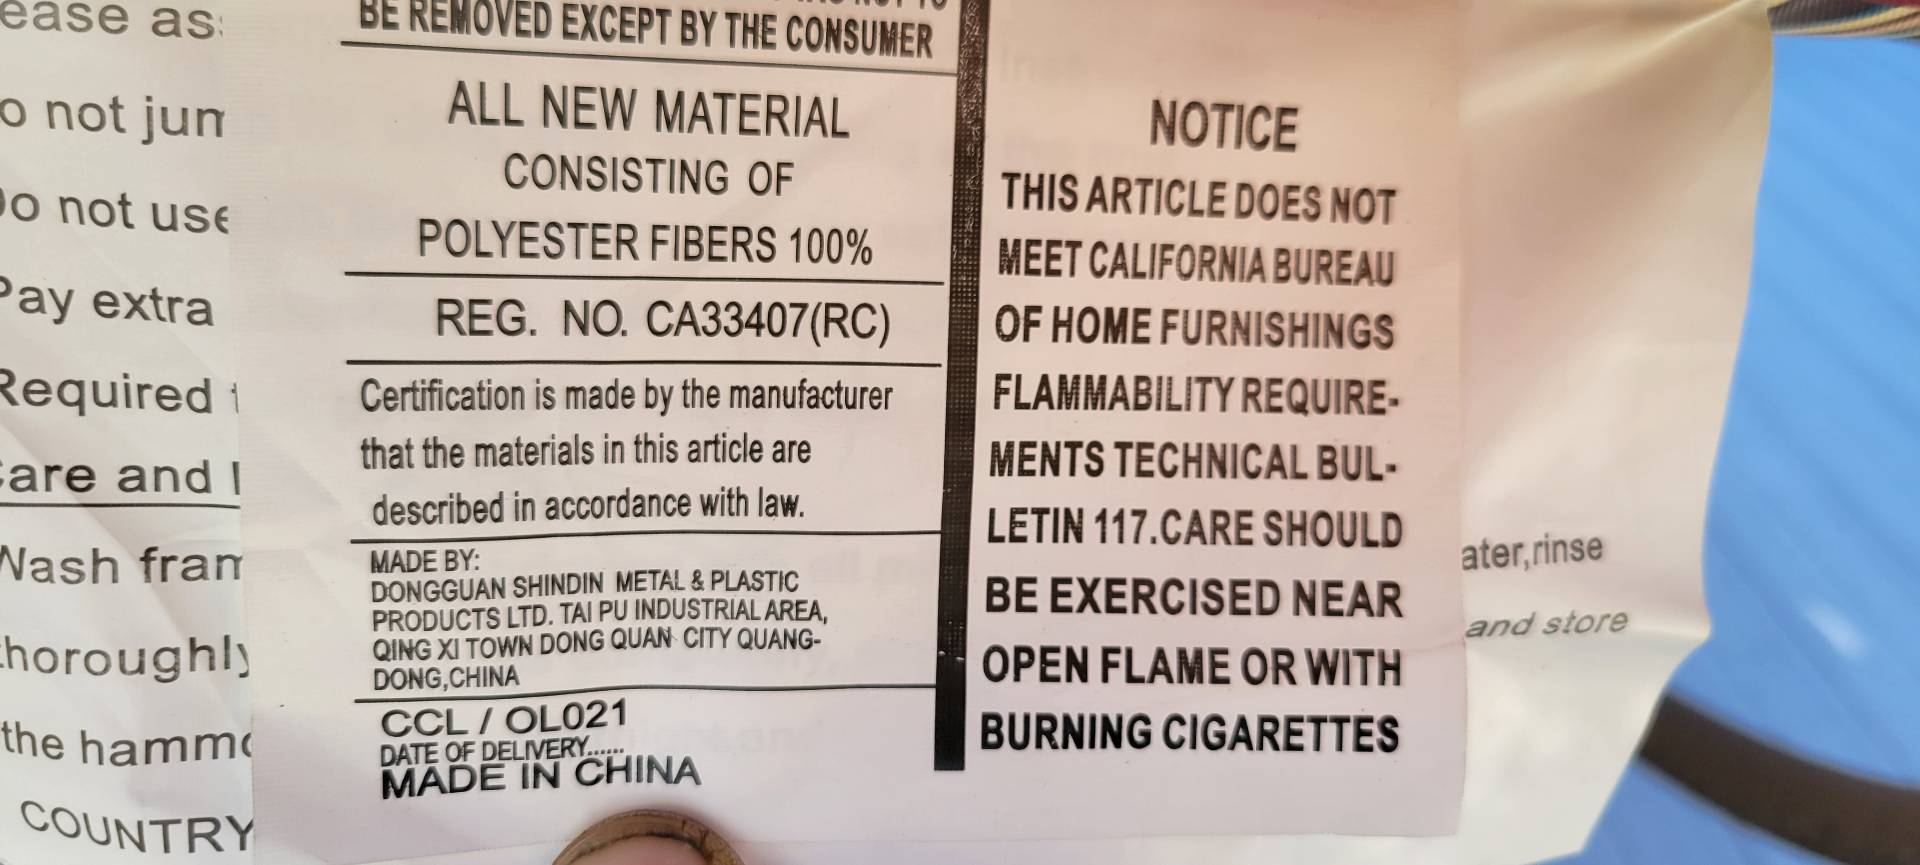 ease as
o not jum
Do not use
Pay extra
Required
Care and
Wash fram
thoroughly
the hammo
COUNTRY
BE REMOVED EXCEPT BY THE CONSUMER
ALL NEW MATERIAL
CONSISTING OF
POLYESTER FIBERS 100%
REG. NO. CA33407(RC)
Certification is made by the manufacturer
that the materials in this article are
described in accordance with law.
MADE BY:
DONGGUAN SHINDIN METAL & PLASTIC
PRODUCTS LTD. TAI PU INDUSTRIAL AREA,
QING XI TOWN DONG QUAN CITY QUANG-
DONG,CHINA
CCL / OL021
DATE OF DELIVERY......
MADE IN CHINA
NOTICE
THIS ARTICLE DOES NOT
MEET CALIFORNIA BUREAU
OF HOME FURNISHINGS
FLAMMABILITY REQUIRE-
MENTS TECHNICAL BUL-
LETIN 117.CARE SHOULD
BE EXERCISED NEAR
OPEN FLAME OR WITH
BURNING CIGARETTES
ater,rinse
and store